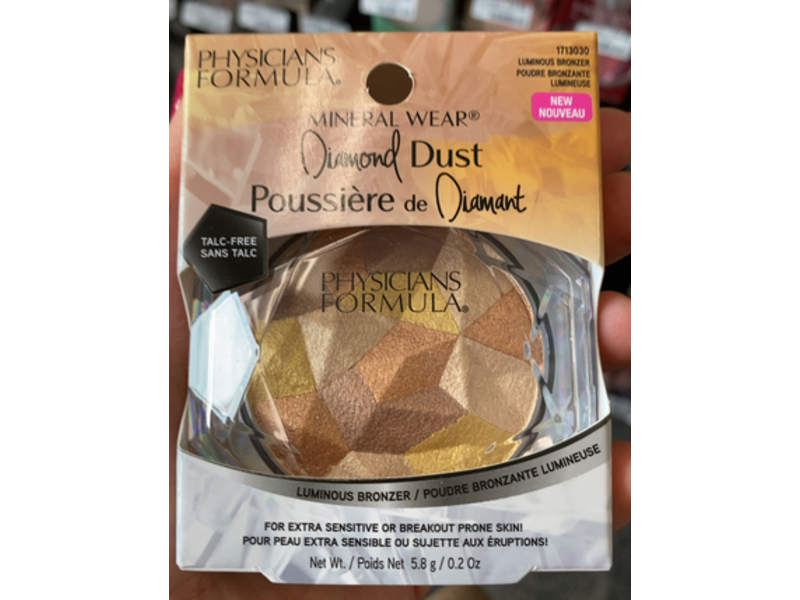 PHYSICIANS
FORMULA®
1713030
LUMINOUS BRONZER
POUDRE BRONZANTE
LUMINEUSE
NEW
NOUVEAU
MINERAL WEAR®
Diamond Dust
Poussière de Diamant
TALC-FREE
SANS TALC
PHYSICIANS
FORMULA®
LUMINOUS BRONZER / POUDRE BRONZANTE LUMINEUSE
FOR EXTRA SENSITIVE OR BREAKOUT PRONE SKIN!
POUR PEAU EXTRA SENSIBLE OU SUJETTE AUX ÉRUPTIONS!
Net Wt. / Poids Net 5.8 g / 0.2 Oz